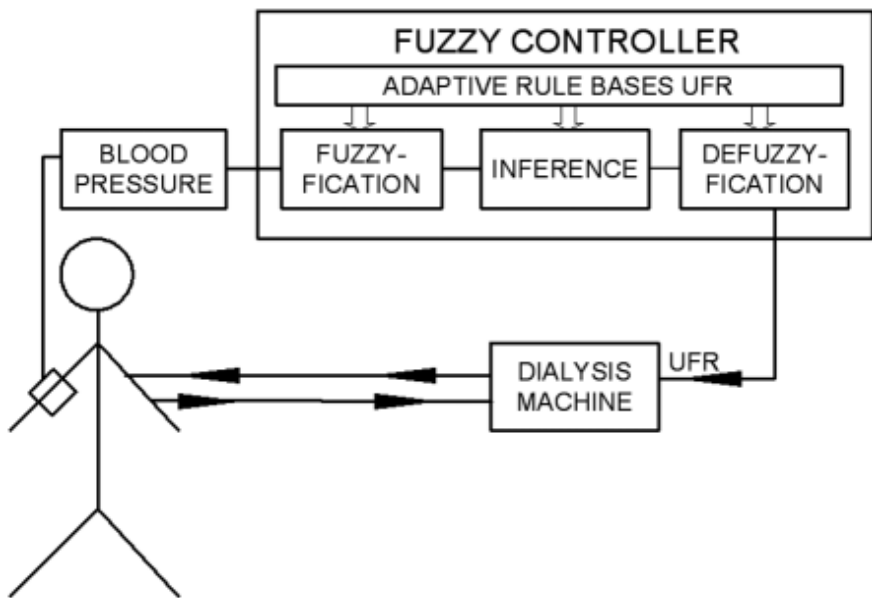 FUZZY CONTROLLER
ADAPTIVE RULE BASES UFR
BLOOD
PRESSURE
FUZZY-
FICATION
INFERENCE
DEFUZZY-
FICATION
DIALYSIS
MACHINE
UFR